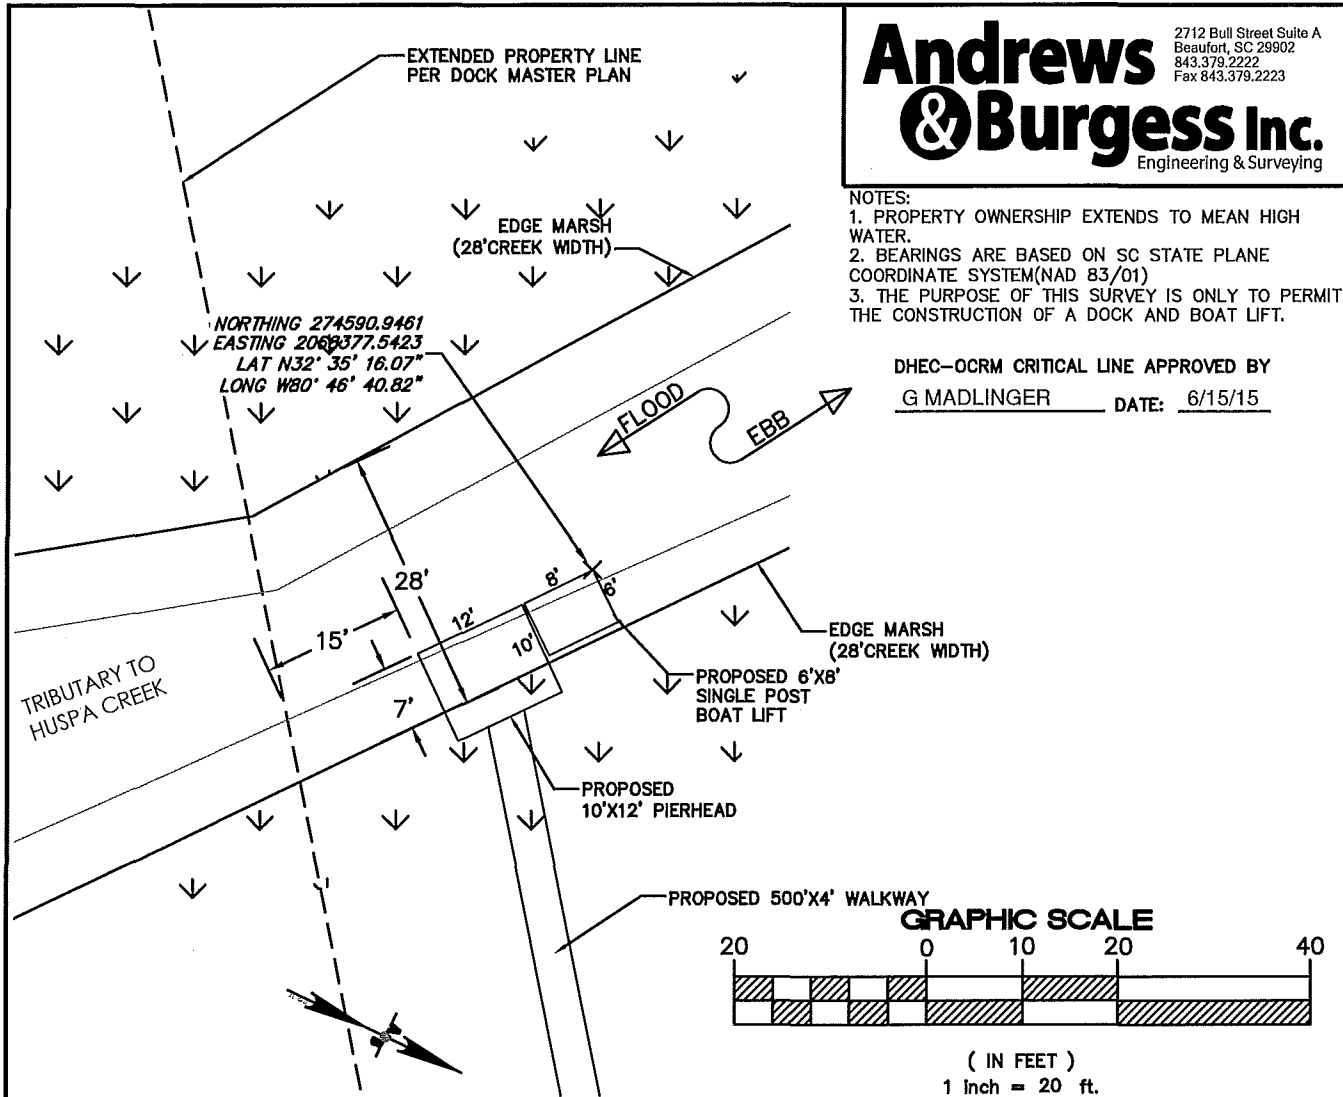 EXTENDED PROPERTY LINE
PER DOCK MASTER PLAN
Andrews
& Burgess Inc.
Engineering & Surveying
2712 Bull Street Suite A
Beaufort, SC 29902
843.379.2222
Fax 843.379.2223
NOTES:
1. PROPERTY OWNERSHIP EXTENDS TO MEAN HIGH
WATER.
2. BEARINGS ARE BASED ON SC STATE PLANE
COORDINATE SYSTEM(NAD 83/01)
3. THE PURPOSE OF THIS SURVEY IS ONLY TO PERMIT
THE CONSTRUCTION OF A DOCK AND BOAT LIFT.
DHEC-OCRM CRITICAL LINE APPROVED BY
G MADLINGER DATE: 6/15/15
EDGE MARSH
(28'CREEK WIDTH)
NORTHING 274590.9461
EASTING 2068377.5423
LAT N32° 35' 16.07"
LONG W80° 46' 40.82"
FLOOD
EBB
28'
15'
12'
8'
6'
10'
7'
TRIBUTARY TO
HUSPA CREEK
EDGE MARSH
(28'CREEK WIDTH)
PROPOSED 6'X8'
SINGLE POST
BOAT LIFT
PROPOSED
10'X12' PIERHEAD
PROPOSED 500'X4' WALKWAY
GRAPHIC SCALE
20 0 10 20 40
( IN FEET )
1 inch = 20 ft.